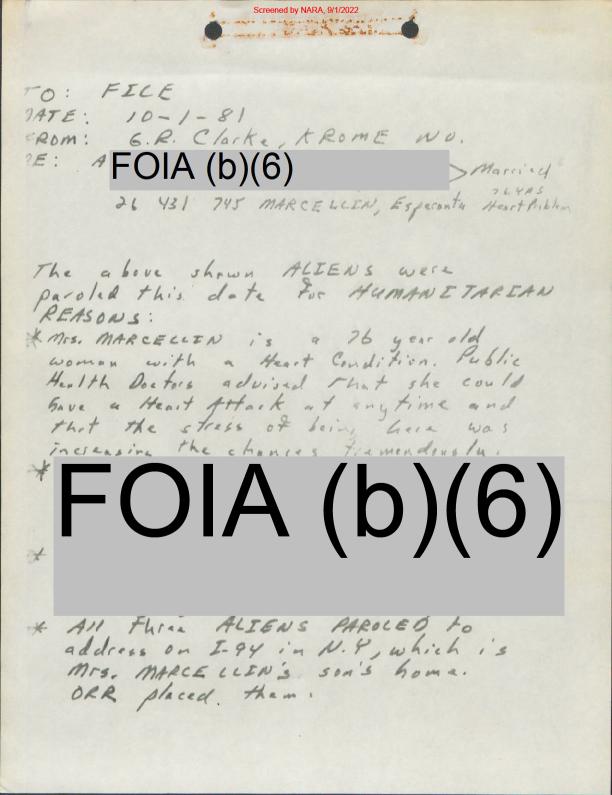 Screened by NARA, 9/1/2022
TO: FILE
DATE: 10-1-81
FROM: G.R. Clarke, KROME NO.
RE: A FOIA (b)(6) > Married
26 431 745 MARCELLIN, Esperanta 76 YRS Heart Problem
The above shown ALIENS were
paroled this date for HUMANITARIAN
REASONS:
* Mrs. MARCELLIN is a 76 year old
woman with a Heart Condition. Public
Health Doctors advised that she could
have a Heart Attack at anytime and
that the stress of being here was
increasing the chances tremendously.
*
FOIA (b)(6)
*
* All three ALIENS PAROLED to
address on I-94 in N.Y, which is
Mrs. MARCELLIN's son's home.
ORR placed them.